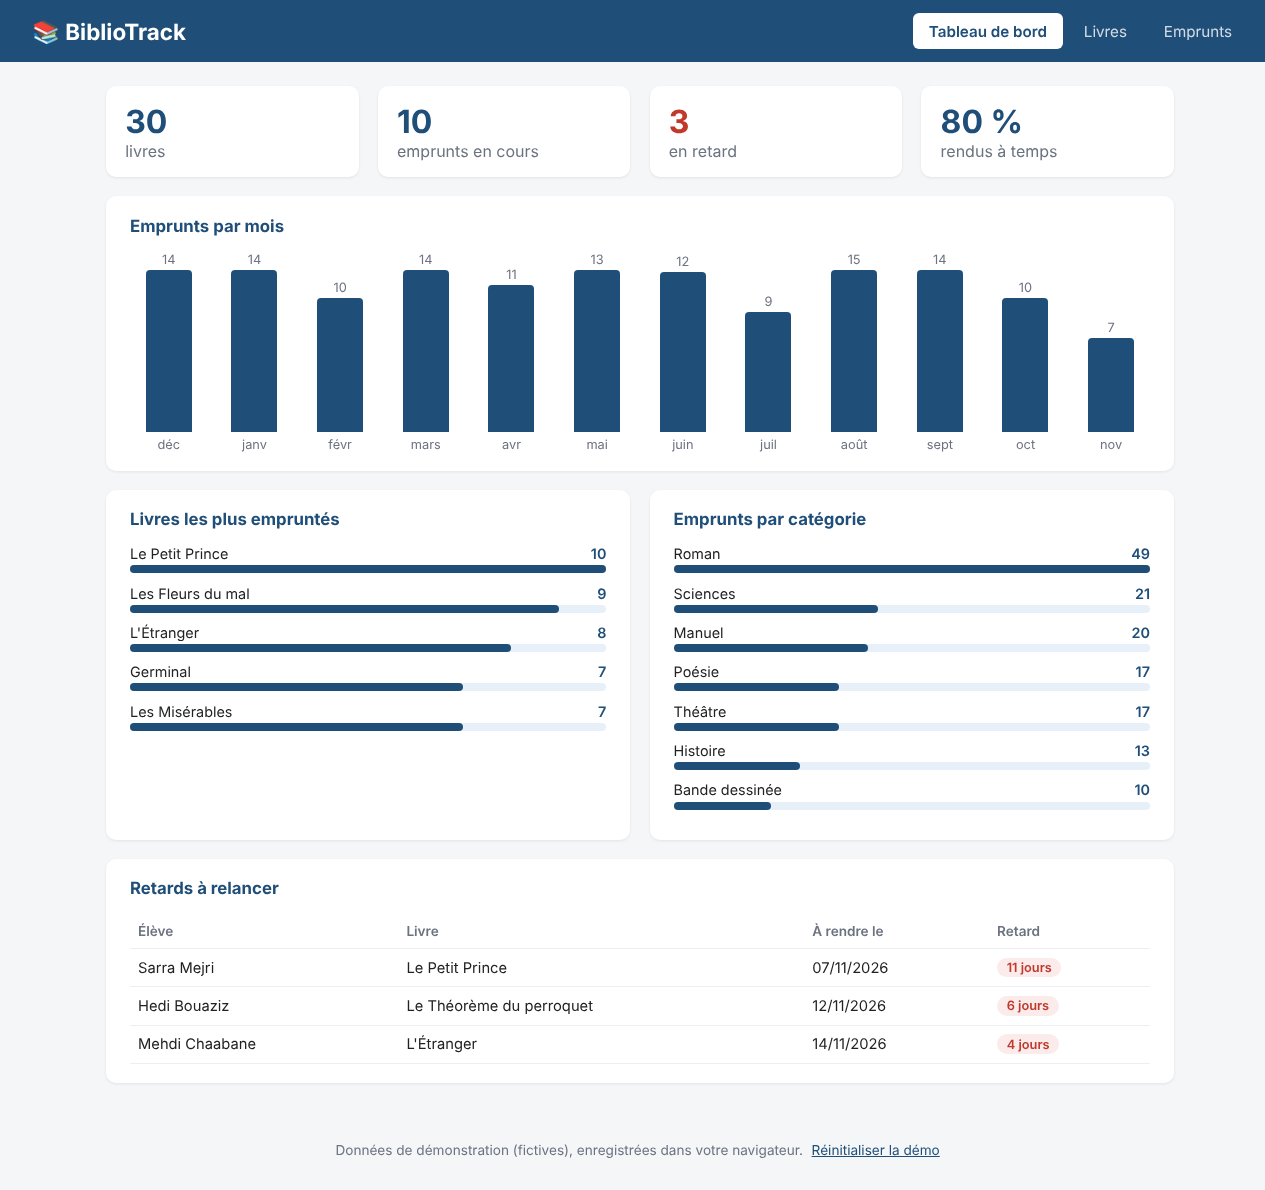 BiblioTrack
Tableau de bord Livres Emprunts
30
livres
10
emprunts en cours
3
en retard
80 %
rendus à temps
Emprunts par mois
14 14 10 14 11 13 12 9 15 14 10 7
déc janv févr mars avr mai juin juil août sept oct nov
Livres les plus empruntés
Le Petit Prince 10
Les Fleurs du mal 9
L'Étranger 8
Germinal 7
Les Misérables 7
Emprunts par catégorie
Roman 49
Sciences 21
Manuel 20
Poésie 17
Théâtre 17
Histoire 13
Bande dessinée 10
Retards à relancer
Élève Livre À rendre le Retard
Sarra Mejri Le Petit Prince 07/11/2026 11 jours
Hedi Bouaziz Le Théorème du perroquet 12/11/2026 6 jours
Mehdi Chaabane L'Étranger 14/11/2026 4 jours
Données de démonstration (fictives), enregistrées dans votre navigateur. Réinitialiser la démo